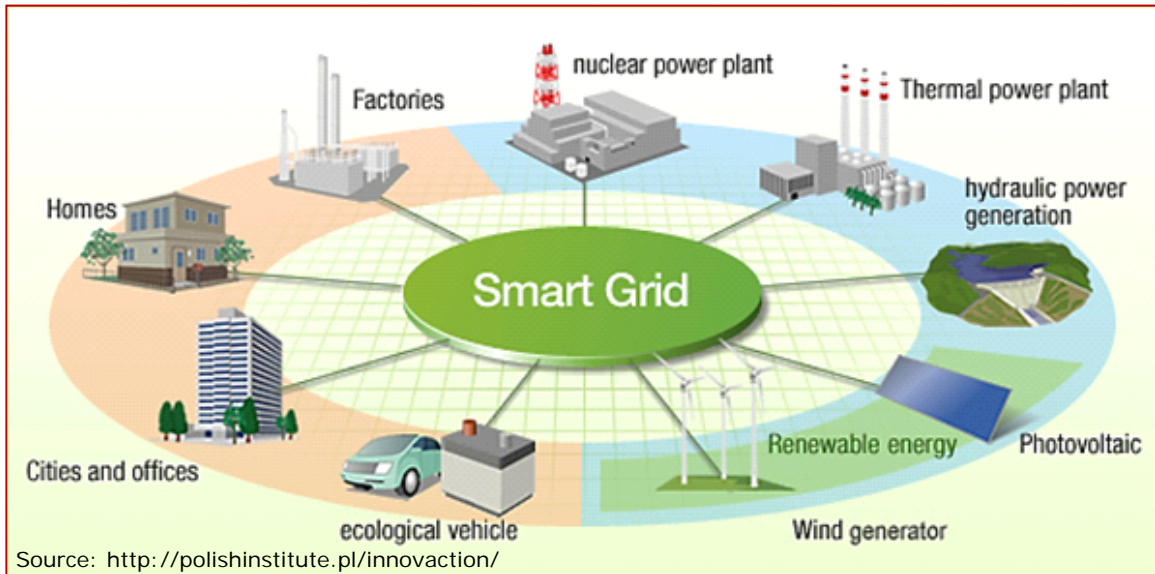 nuclear power plant
Factories
Thermal power plant
Homes
hydraulic power
generation
Smart Grid
Renewable energy
Photovoltaic
Cities and offices
ecological vehicle
Wind generator
Source: http://polishinstitute.pl/innovaction/